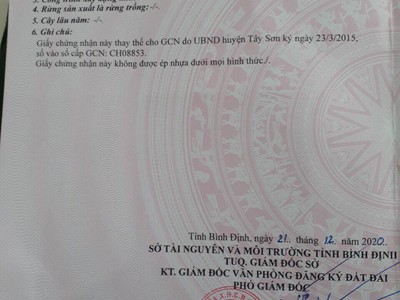 4. Rừng sản xuất là rừng trồng: -/-.
5. Cây lâu năm: -/-.
6. Ghi chú:
Giấy chứng nhận này thay thế cho GCN do UBND huyện Tây Sơn ký ngày 23/3/2015,
số vào sổ cấp GCN: CH08853.
Giấy chứng nhận này không được ép nhựa dưới mọi hình thức./.
Tỉnh Bình Định, ngày 21 tháng 12 năm 2020
SỞ TÀI NGUYÊN VÀ MÔI TRƯỜNG TỈNH BÌNH ĐỊNH
TUQ. GIÁM ĐỐC SỞ
KT. GIÁM ĐỐC VĂN PHÒNG ĐĂNG KÝ ĐẤT ĐAI
PHÓ GIÁM ĐỐC